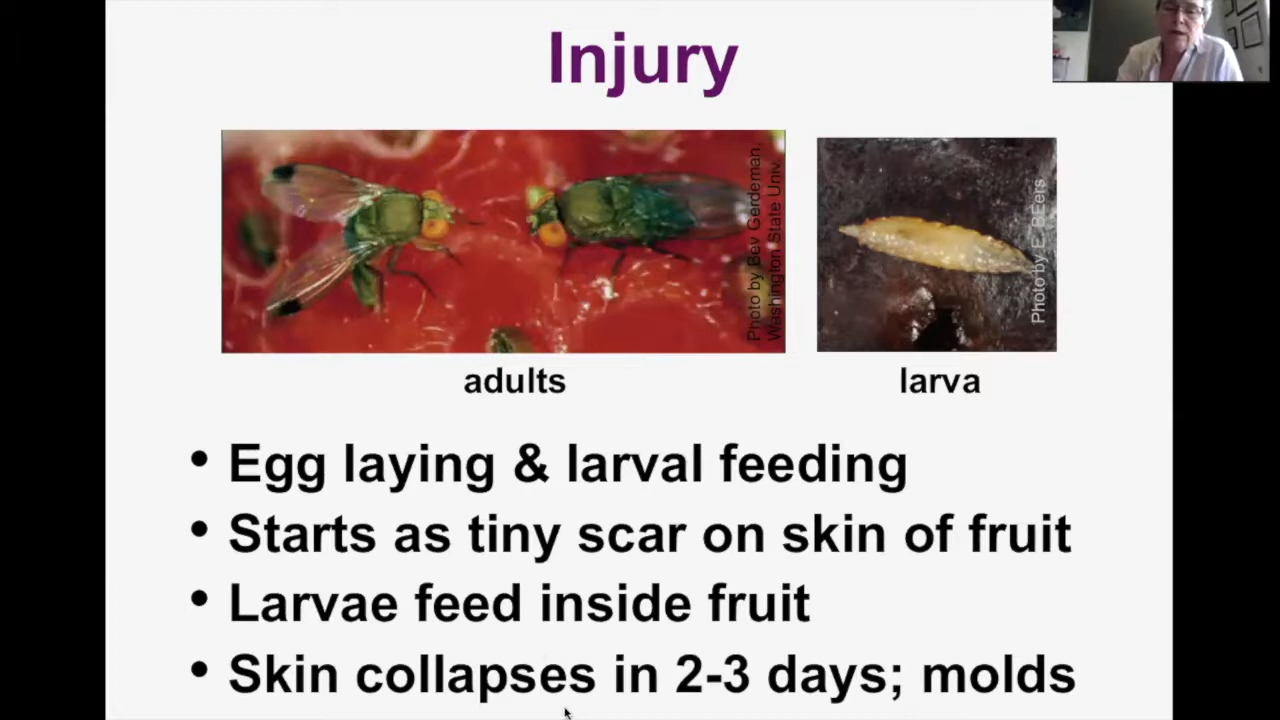 Injury
Photo by Bev Gerdeman,
Washington State Univ.
Photo by E. BEers
adults
larva
• Egg laying & larval feeding
• Starts as tiny scar on skin of fruit
• Larvae feed inside fruit
• Skin collapses in 2-3 days; molds